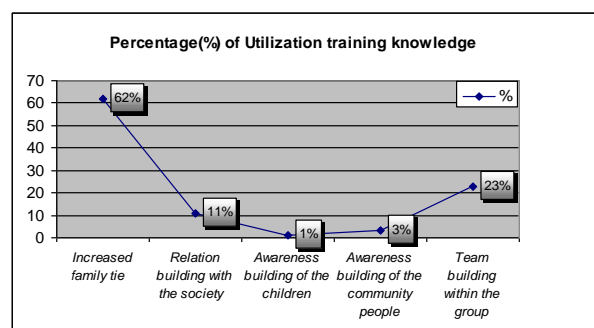 Percentage(%) of Utilization training knowledge
70
60
50
40
30
20
10
0
62%
11%
1%
3%
23%
%
Increased
family tie
Relation
building with
the society
Awareness
building of the
children
Awareness
building of the
community
people
Team
building
within the
group